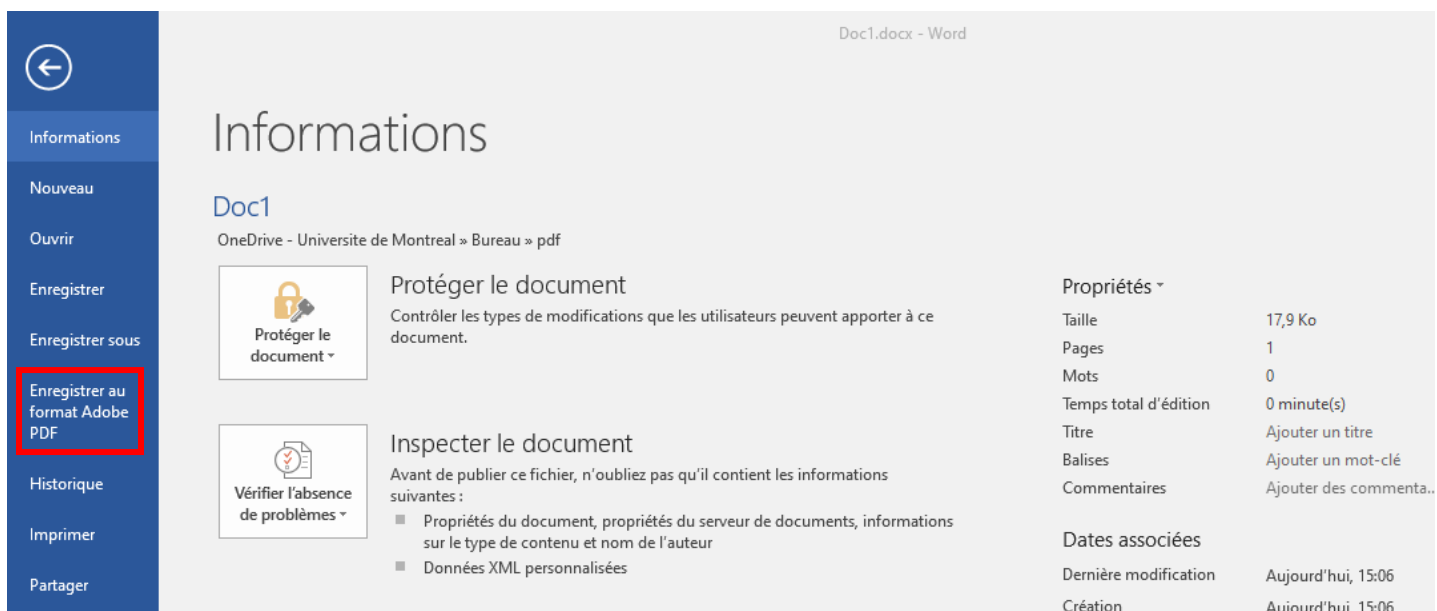 Doc1.docx - Word
Informations
Nouveau
Ouvrir
Enregistrer
Enregistrer sous
Enregistrer au
format Adobe
PDF
Historique
Imprimer
Partager
Informations
Doc1
OneDrive - Universite de Montreal » Bureau » pdf
Protéger le
document
Protéger le document
Contrôler les types de modifications que les utilisateurs peuvent apporter à ce
document.
Vérifier l'absence
de problèmes
Inspecter le document
Avant de publier ce fichier, n'oubliez pas qu'il contient les informations
suivantes :
Propriétés du document, propriétés du serveur de documents, informations
sur le type de contenu et nom de l'auteur
Données XML personnalisées
Propriétés
Taille 17,9 Ko
Pages 1
Mots 0
Temps total d'édition 0 minute(s)
Titre Ajouter un titre
Balises Ajouter un mot-clé
Commentaires Ajouter des commenta...
Dates associées
Dernière modification Aujourd'hui, 15:06
Création Aujourd'hui, 15:06